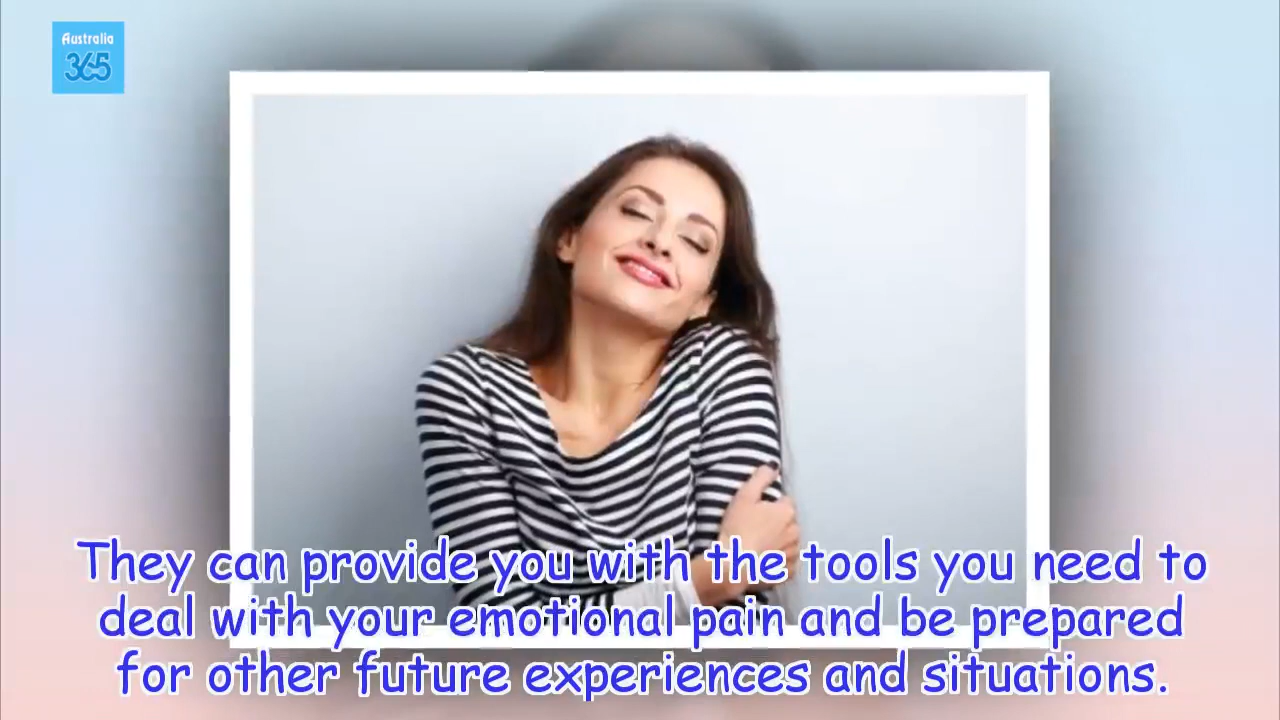 Australia
365
They can provide you with the tools you need to
deal with your emotional pain and be prepared
for other future experiences and situations.